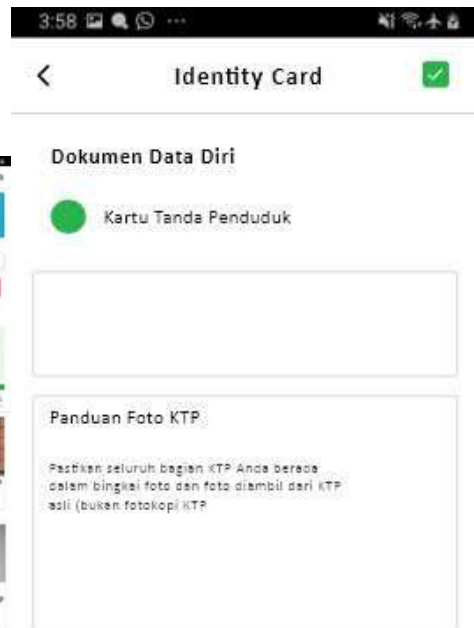 3:58
Identity Card
Dokumen Data Diri
Kartu Tanda Penduduk
Panduan Foto KTP
Pastikan seluruh bagian KTP Anda berada
dalam bingkai foto dan foto diambil dari KTP
asli (bukan fotokopi KTP